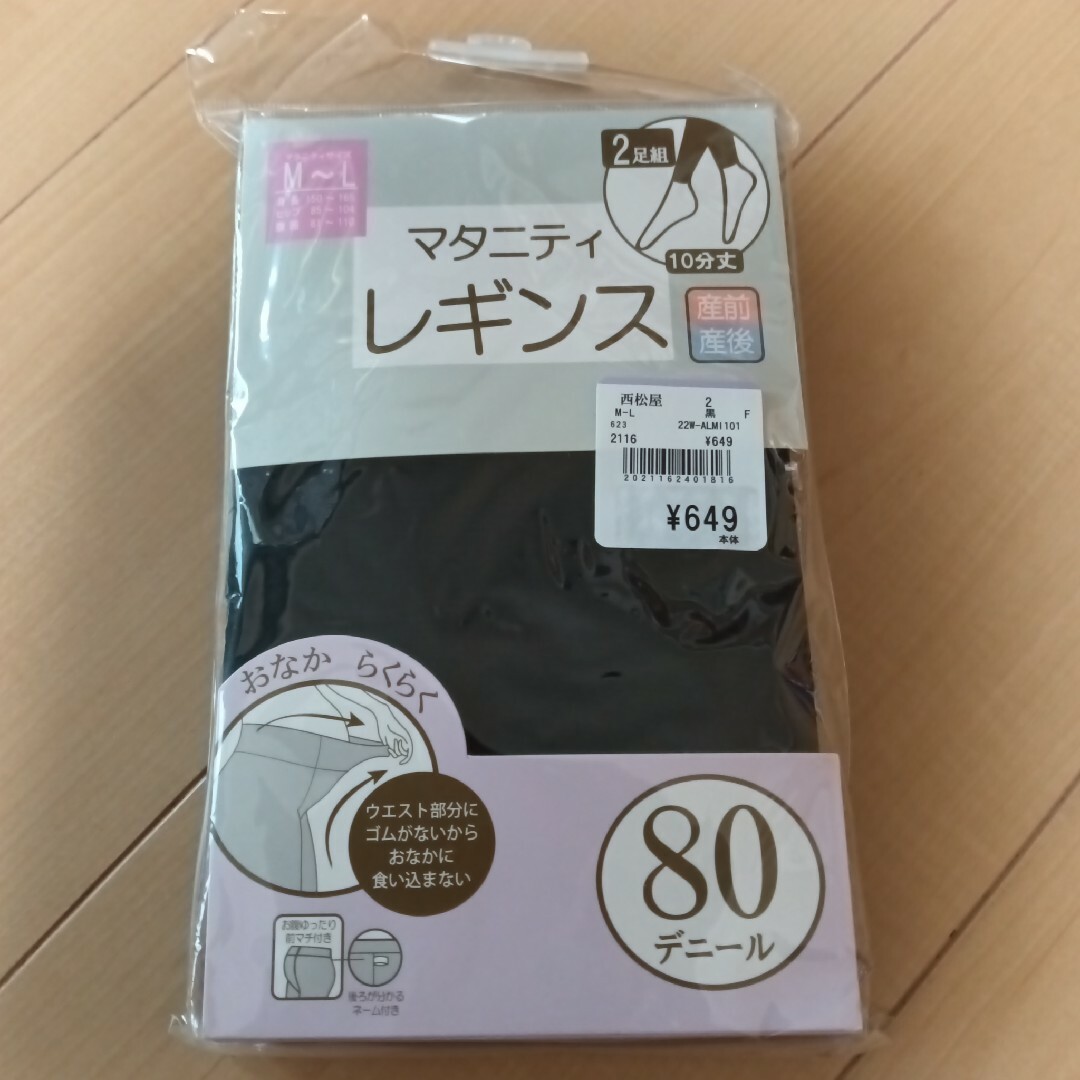 M～L
2足組
10分丈
マタニティ
レギンス
産前
産後
西松屋 2
M-L 黒 F
623 22W-ALMI101
2116 ¥649
2021162401816
¥649
本体
おなか らくらく
ウエスト部分に
ゴムがないから
おなかに
食い込まない
80
デニール
お腹ゆったり
前マチ付き
後ろが分かる
ネーム付き